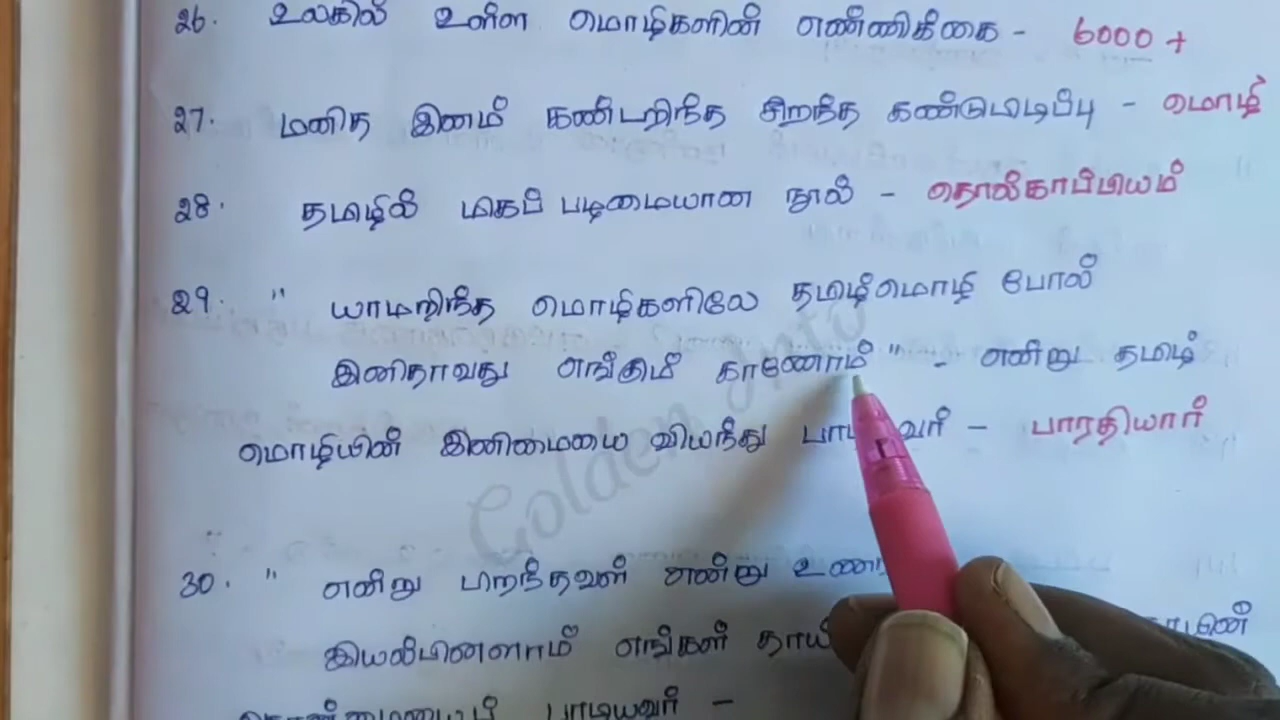 26. உலகில் உள்ள மொழிகளின் எண்ணிக்கை - 6000 +
27. மனித இனம் கண்டறிந்த சிறந்த கண்டுபிடிப்பு - மொழி
28. தமிழில் மிகப் பழமையான நூல் - தொல்காப்பியம்
29. " யாமறிந்த மொழிகளிலே தமிழ்மொழி போல்
இனிதாவது எங்கும் காணோம் " - என்று தமிழ்
மொழியின் இனிமையை வியந்து - பாரதியார்
Golden Info
30. " என்று பிறந்தவள் என்று
இயல்பினளாம் எங்கள்
பாடியவர் -